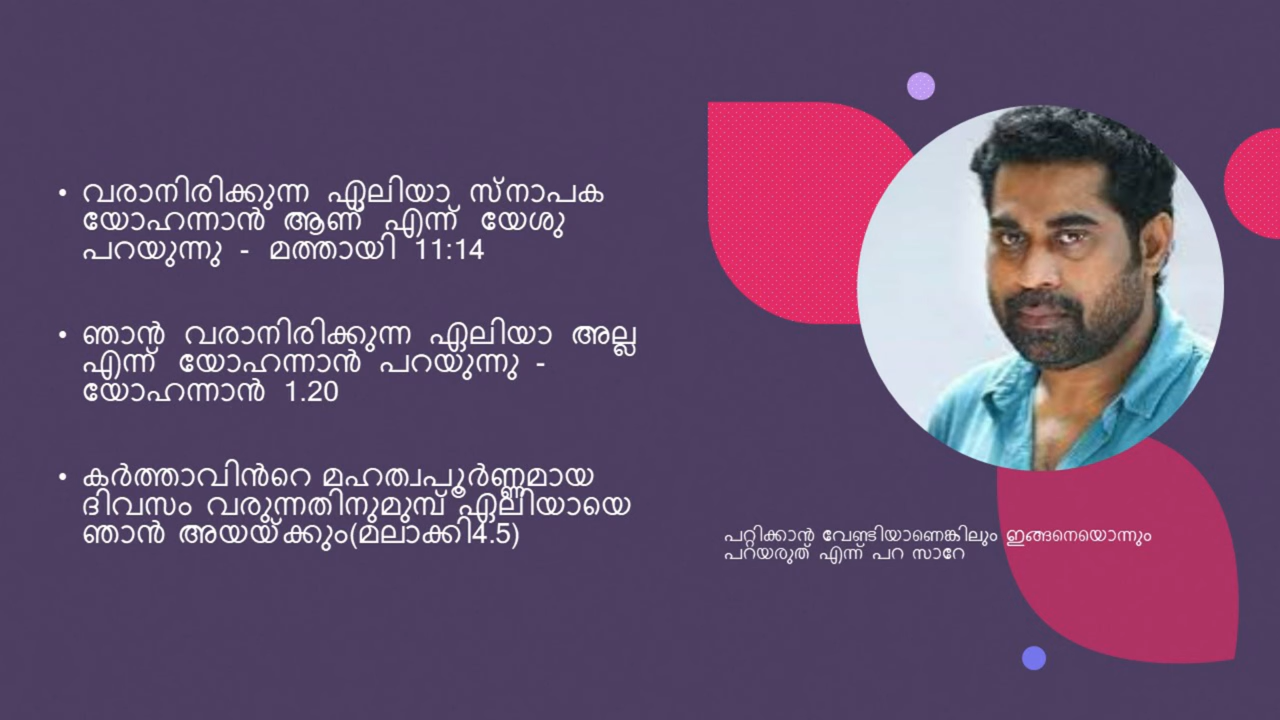 • വരാനിരിക്കുന്ന ഏലിയാ സ്നാപക
യോഹന്നാൻ ആണ് എന്ന് യേശു
പറയുന്നു - മത്തായി 11:14
• ഞാൻ വരാനിരിക്കുന്ന ഏലിയാ അല്ല
എന്ന് യോഹന്നാൻ പറയുന്നു -
യോഹന്നാൻ 1.20
• കർത്താവിൻറെ മഹത്വപൂർണ്ണമായ
ദിവസം വരുന്നതിനുമുമ്പ് ഏലിയായെ
ഞാൻ അയയ്ക്കും(മലാക്കി4.5)
പറ്റിക്കാൻ വേണ്ടിയാണെങ്കിലും ഇങ്ങനെയൊന്നും
പറയരുത് എന്ന് പറ സാറേ